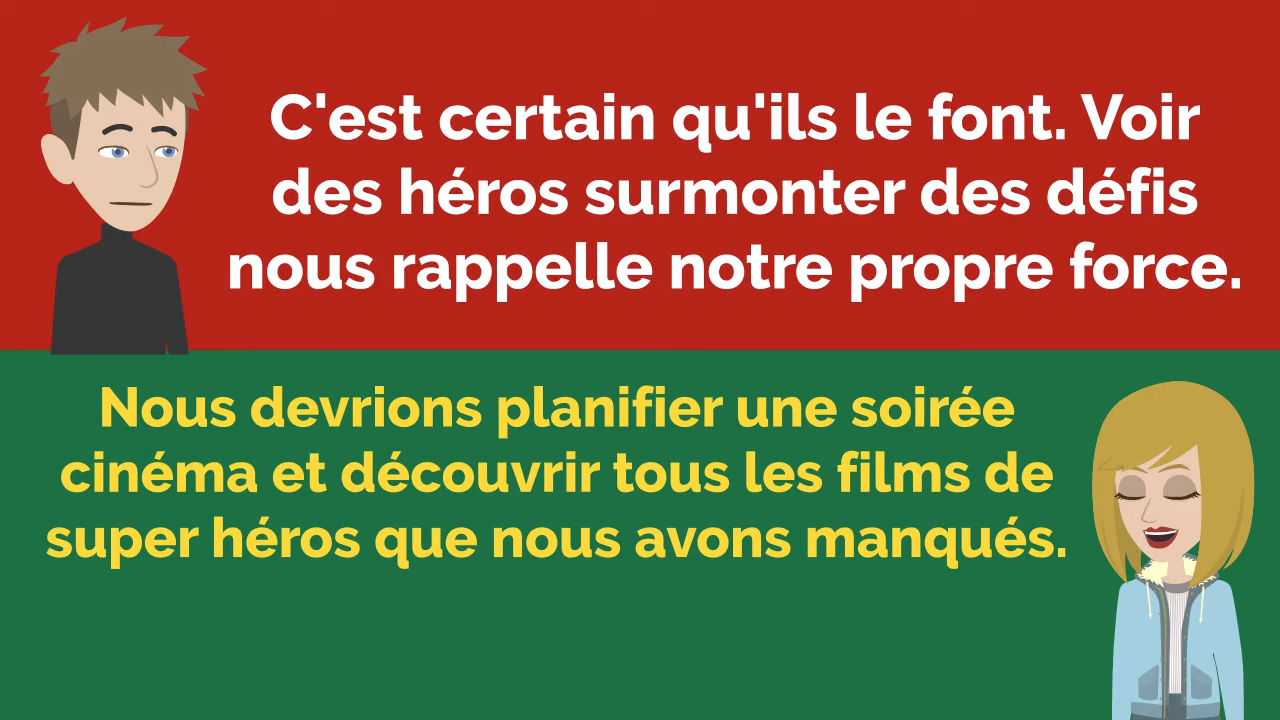 C'est certain qu'ils le font. Voir
des héros surmonter des défis
nous rappelle notre propre force.
Nous devrions planifier une soirée
cinéma et découvrir tous les films de
super héros que nous avons manqués.